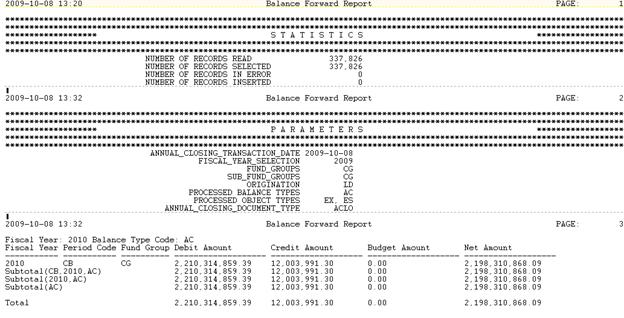 2009-10-08 13:20 Balance Forward Report PAGE: 1
****************************************************************************************************
****************************************************************************************************
******************** S T A T I S T I C S ********************
****************************************************************************************************
****************************************************************************************************
NUMBER OF RECORDS READ 337,826
NUMBER OF RECORDS SELECTED 337,826
NUMBER OF RECORDS IN ERROR 0
NUMBER OF RECORDS INSERTED 0
2009-10-08 13:32 Balance Forward Report PAGE: 2
****************************************************************************************************
****************************************************************************************************
******************** P A R A M E T E R S ********************
****************************************************************************************************
****************************************************************************************************
ANNUAL_CLOSING_TRANSACTION_DATE 2009-10-08
FISCAL_YEAR_SELECTION 2009
FUND_GROUPS CG
SUB_FUND_GROUPS CG
ORIGINATION LD
PROCESSED BALANCE TYPES AC
PROCESSED OBJECT TYPES EX, ES
ANNUAL_CLOSING_DOCUMENT_TYPE ACLO
2009-10-08 13:32 Balance Forward Report PAGE: 3
Fiscal Year: 2010 Balance Type Code: AC
Fiscal Year Period Code Fund Group Debit Amount Credit Amount Budget Amount Net Amount
2010 CB CG 2,210,314,859.39 12,003,991.30 0.00 2,198,310,868.09
Subtotal(CB,2010,AC) 2,210,314,859.39 12,003,991.30 0.00 2,198,310,868.09
Subtotal(2010,AC) 2,210,314,859.39 12,003,991.30 0.00 2,198,310,868.09
Subtotal(AC) 2,210,314,859.39 12,003,991.30 0.00 2,198,310,868.09
Total 2,210,314,859.39 12,003,991.30 0.00 2,198,310,868.09